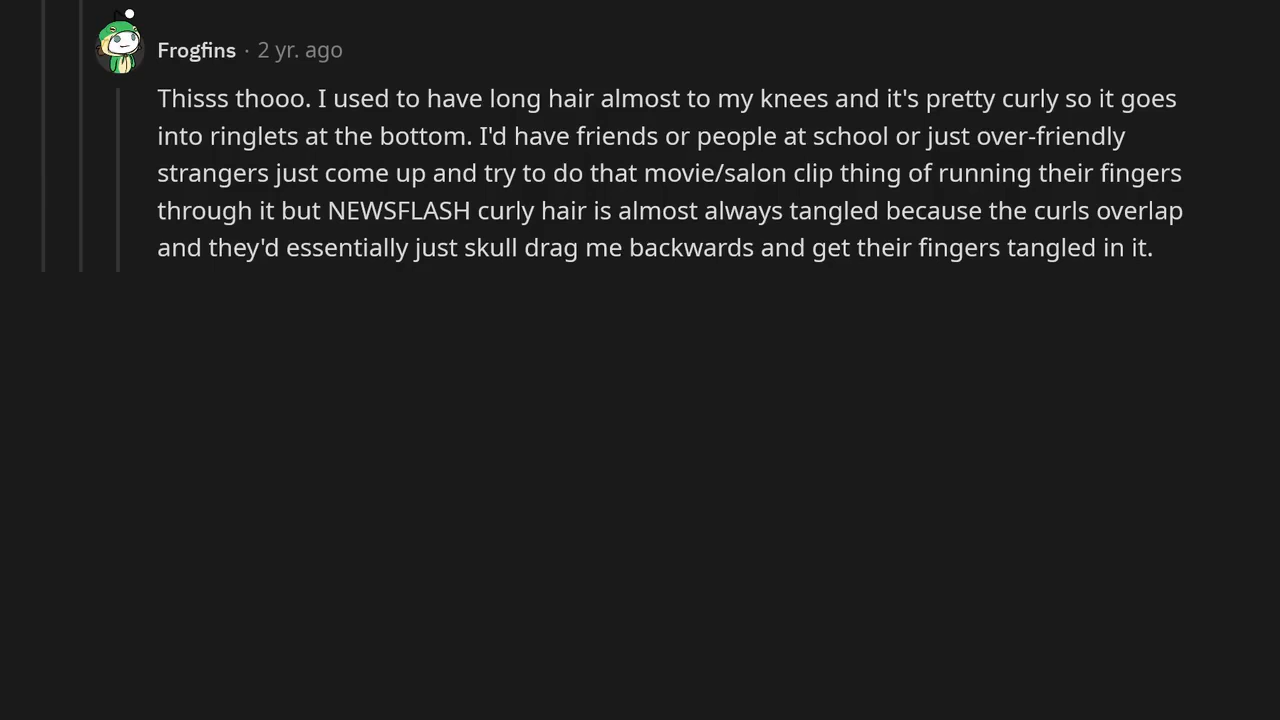 Frogfins · 2 yr. ago
Thisss thooo. I used to have long hair almost to my knees and it's pretty curly so it goes
into ringlets at the bottom. I'd have friends or people at school or just over-friendly
strangers just come up and try to do that movie/salon clip thing of running their fingers
through it but NEWSFLASH curly hair is almost always tangled because the curls overlap
and they'd essentially just skull drag me backwards and get their fingers tangled in it.